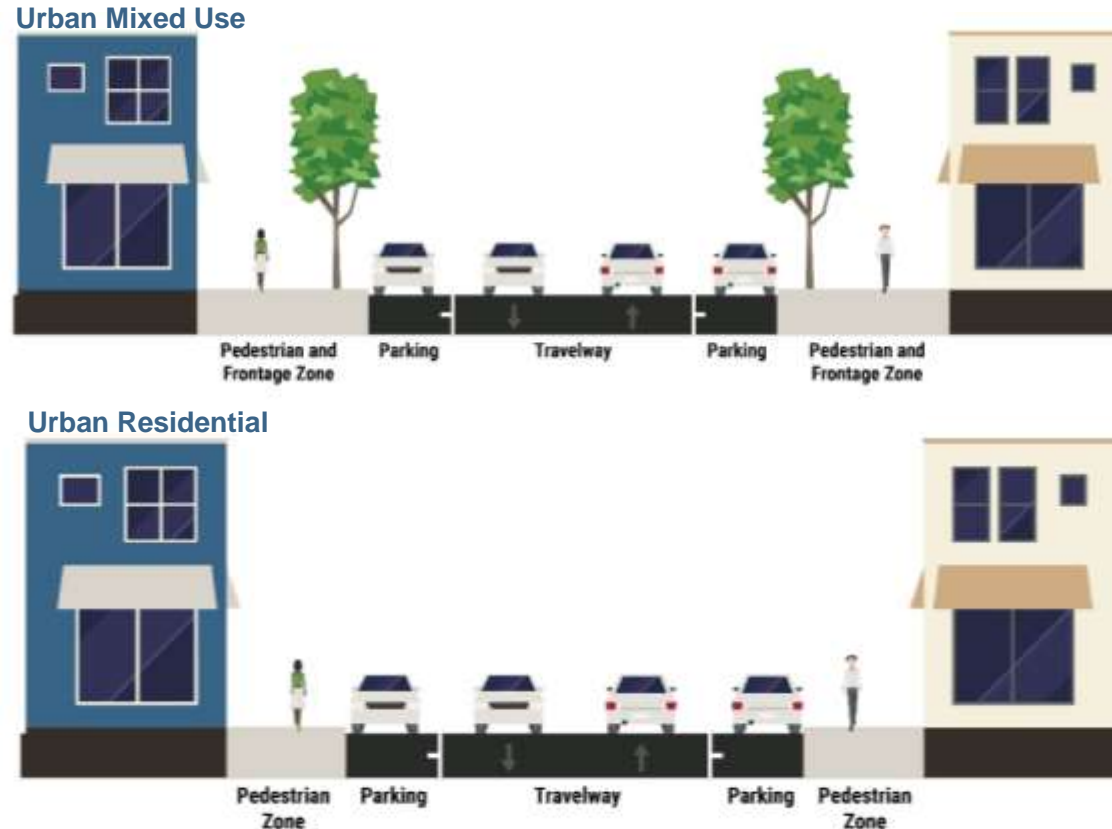 Urban Mixed Use
Pedestrian and
Frontage Zone
Parking
Travelway
Parking
Pedestrian and
Frontage Zone
Urban Residential
Pedestrian
Zone
Parking
Travelway
Parking
Pedestrian
Zone